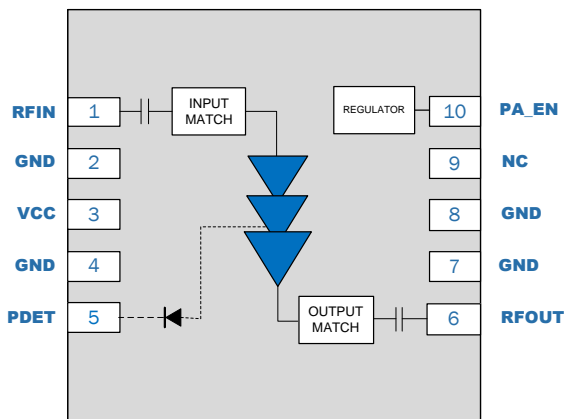 RFIN 1 INPUT MATCH REGULATOR 10 PA_EN
GND 2 9 NC
VCC 3 8 GND
GND 4 7 GND
PDET 5 OUTPUT MATCH 6 RFOUT